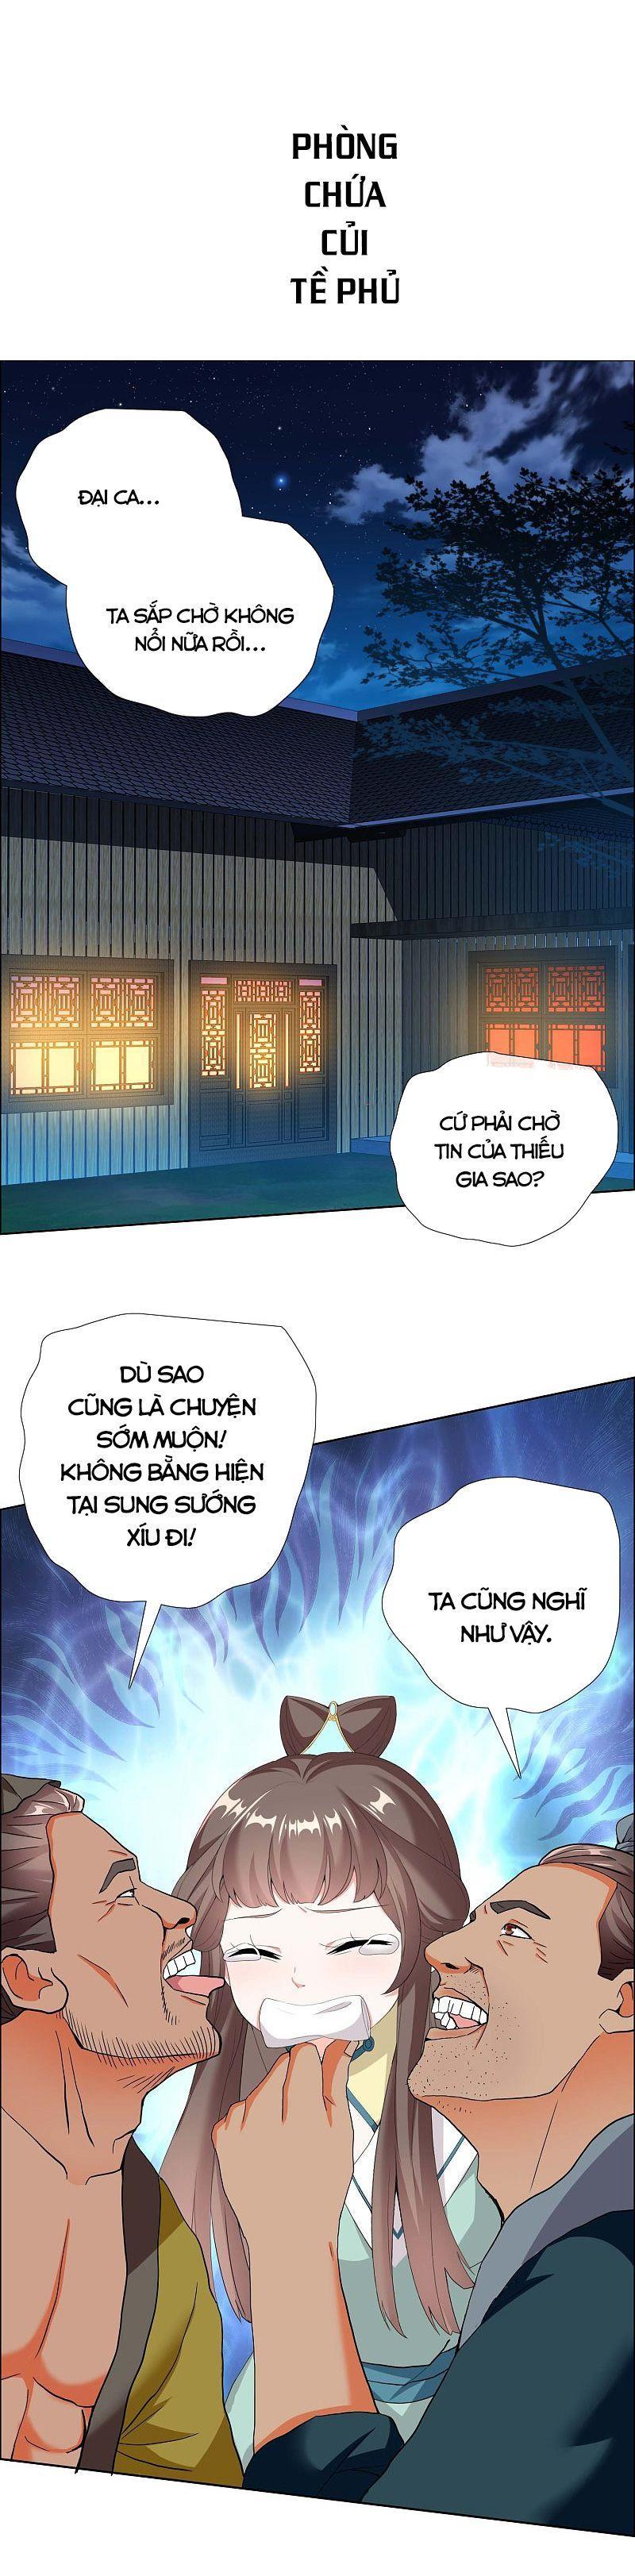 PHÒNG
CHỨA
CỦI
TỀ PHỦ
ĐẠI CA...
TA SẮP CHỜ KHÔNG
NỔI NỮA RỒI...
CỨ PHẢI CHỜ
TIN CỦA THIẾU
GIA SAO?
DÙ SAO
CŨNG LÀ CHUYỆN
SỚM MUỘN!
KHÔNG BẰNG HIỆN
TẠI SUNG SƯỚNG
XÍU ĐI!
TA CŨNG NGHĨ
NHƯ VẬY.